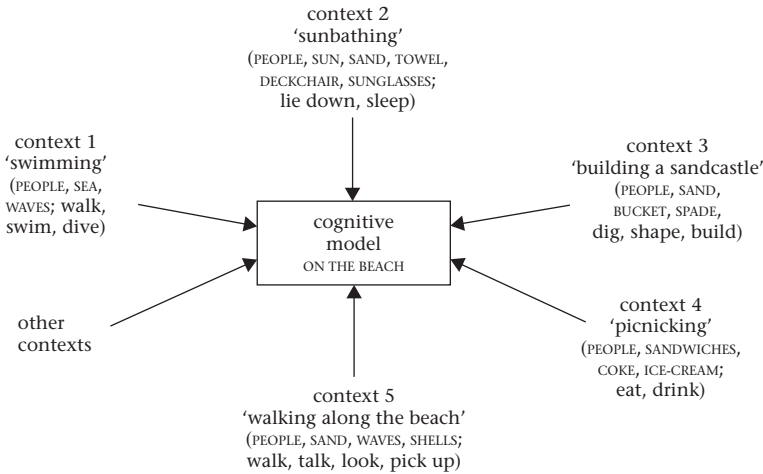 context 2
‘sunbathing’
(PEOPLE, SUN, SAND, TOWEL,
DECKCHAIR, SUNGLASSES;
lie down, sleep)
context 1
‘swimming’
(PEOPLE, SEA,
WAVES; walk,
swim, dive)
context 3
‘building a sandcastle’
(PEOPLE, SAND,
BUCKET, SPADE,
dig, shape, build)
cognitive
model
ON THE BEACH
other
contexts
context 4
‘picnicking’
(PEOPLE, SANDWICHES,
COKE, ICE-CREAM;
eat, drink)
context 5
‘walking along the beach’
(PEOPLE, SAND, WAVES, SHELLS;
walk, talk, look, pick up)